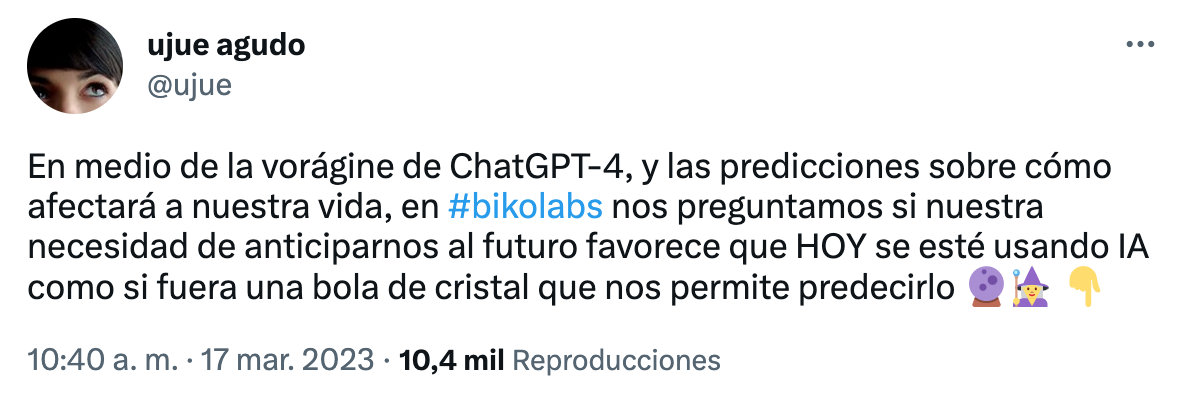 ujue agudo
@ujue
En medio de la vorágine de ChatGPT-4, y las predicciones sobre cómo
afectará a nuestra vida, en #bikolabs nos preguntamos si nuestra
necesidad de anticiparnos al futuro favorece que HOY se esté usando IA
como si fuera una bola de cristal que nos permite predecirlo 🔮🧙‍♀️ 👇
10:40 a. m. · 17 mar. 2023 · 10,4 mil Reproducciones